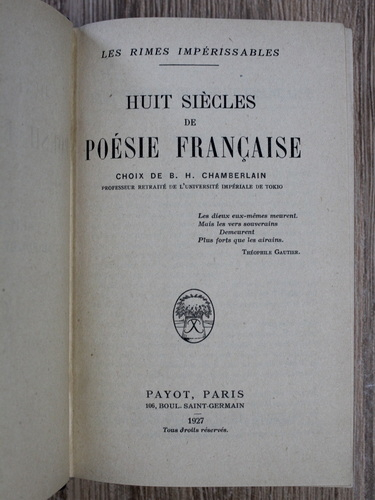 LES RIMES IMPÉRISSABLES
HUIT SIÈCLES
DE
POÉSIE FRANÇAISE
CHOIX DE B. H. CHAMBERLAIN
PROFESSEUR RETRAITÉ DE L'UNIVERSITÉ IMPÉRIALE DE TOKIO
Les dieux eux-mêmes meurent.
Mais les vers souverains
Demeurent
Plus forts que les airains.
THÉOPHILE GAUTIER.
PAYOT, PARIS
106, BOUL. SAINT-GERMAIN
1927
Tous droits réservés.